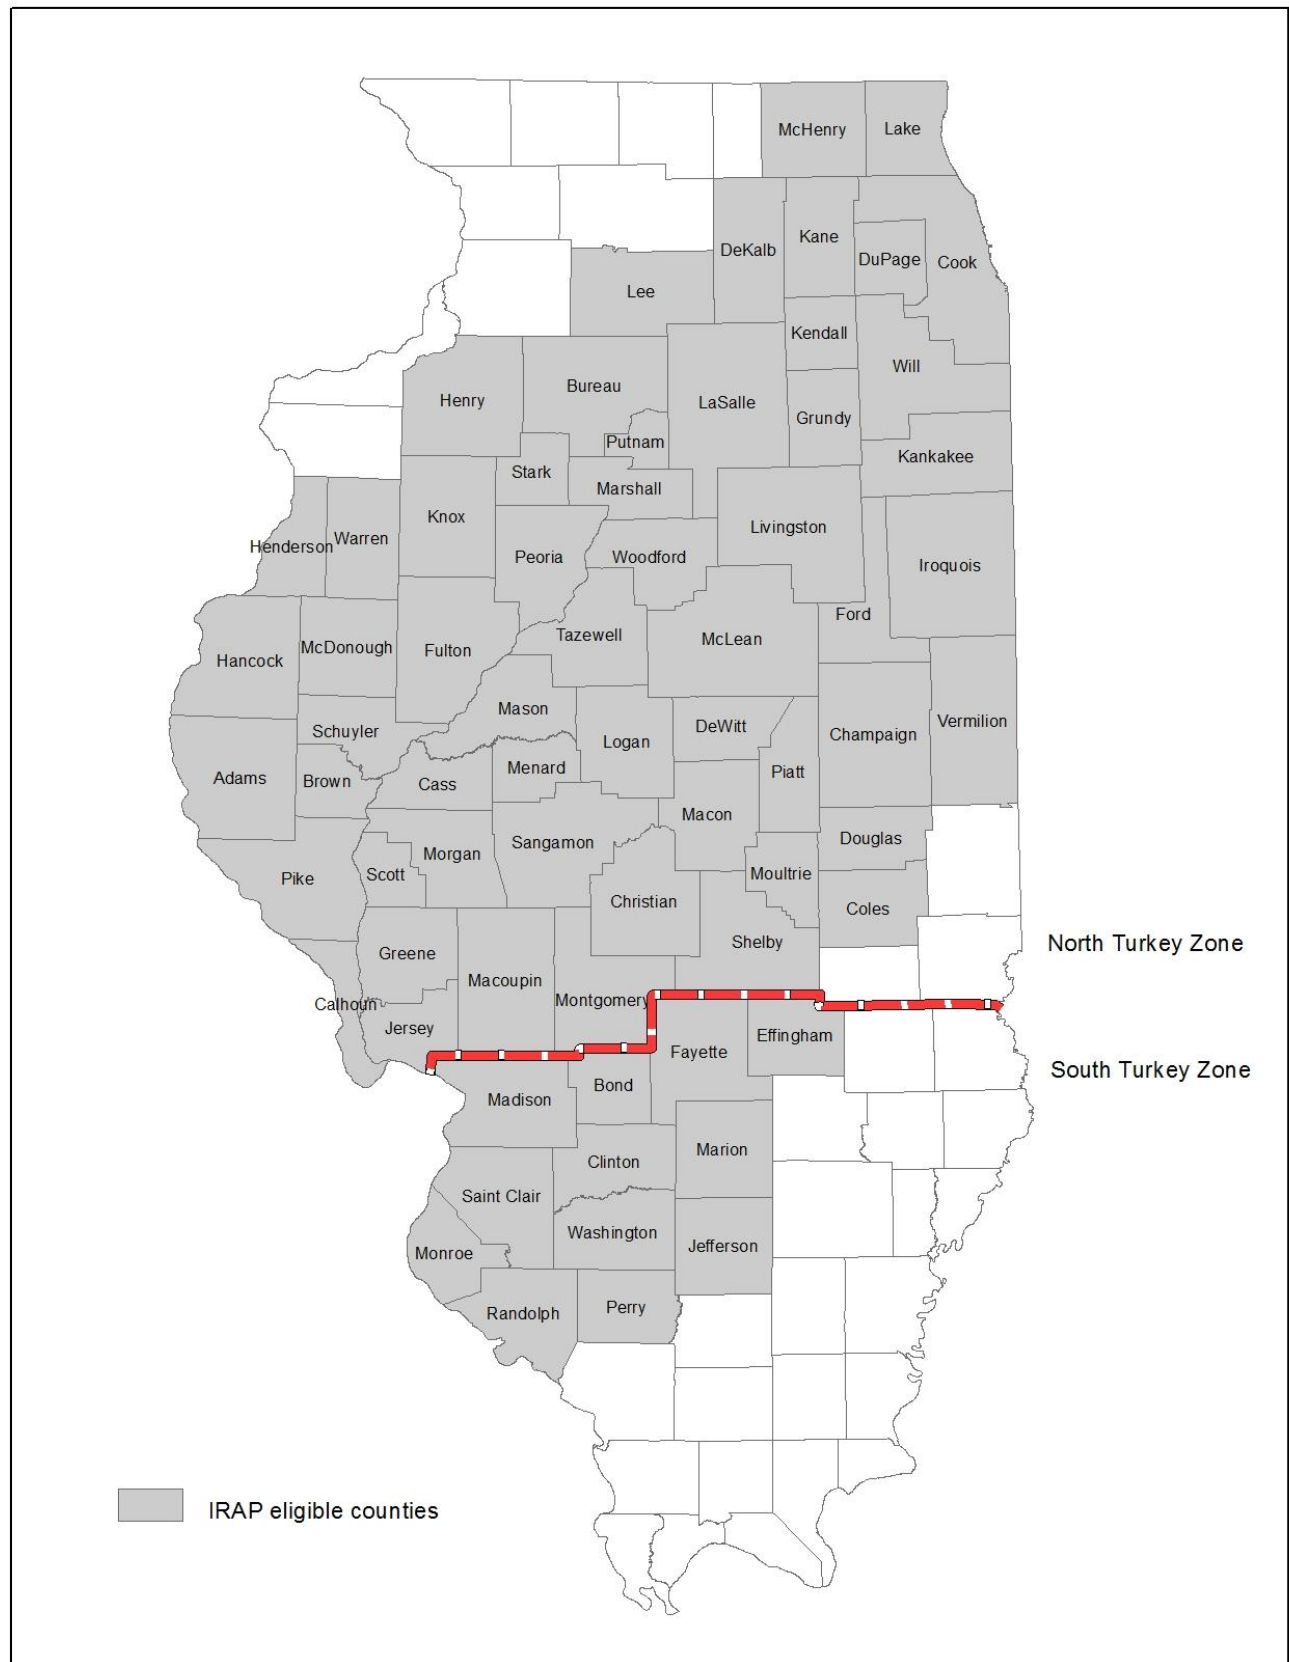 McHenry
Lake
DeKalb
Kane
DuPage
Cook
Lee
Kendall
Will
Henry
Bureau
LaSalle
Grundy
Putnam
Kankakee
Stark
Marshall
Knox
Livingston
Henderson
Warren
Peoria
Woodford
Iroquois
Ford
Tazewell
McLean
Hancock
McDonough
Fulton
Mason
DeWitt
Vermilion
Schuyler
Logan
Champaign
Adams
Brown
Cass
Menard
Piatt
Macon
Douglas
Sangamon
Morgan
Pike
Scott
Moultrie
Christian
Coles
Shelby
North Turkey Zone
Greene
Macoupin
Montgomery
Calhoun
Jersey
Effingham
Fayette
South Turkey Zone
Bond
Madison
Marion
Clinton
Saint Clair
Washington
Jefferson
Monroe
Randolph
Perry
IRAP eligible counties